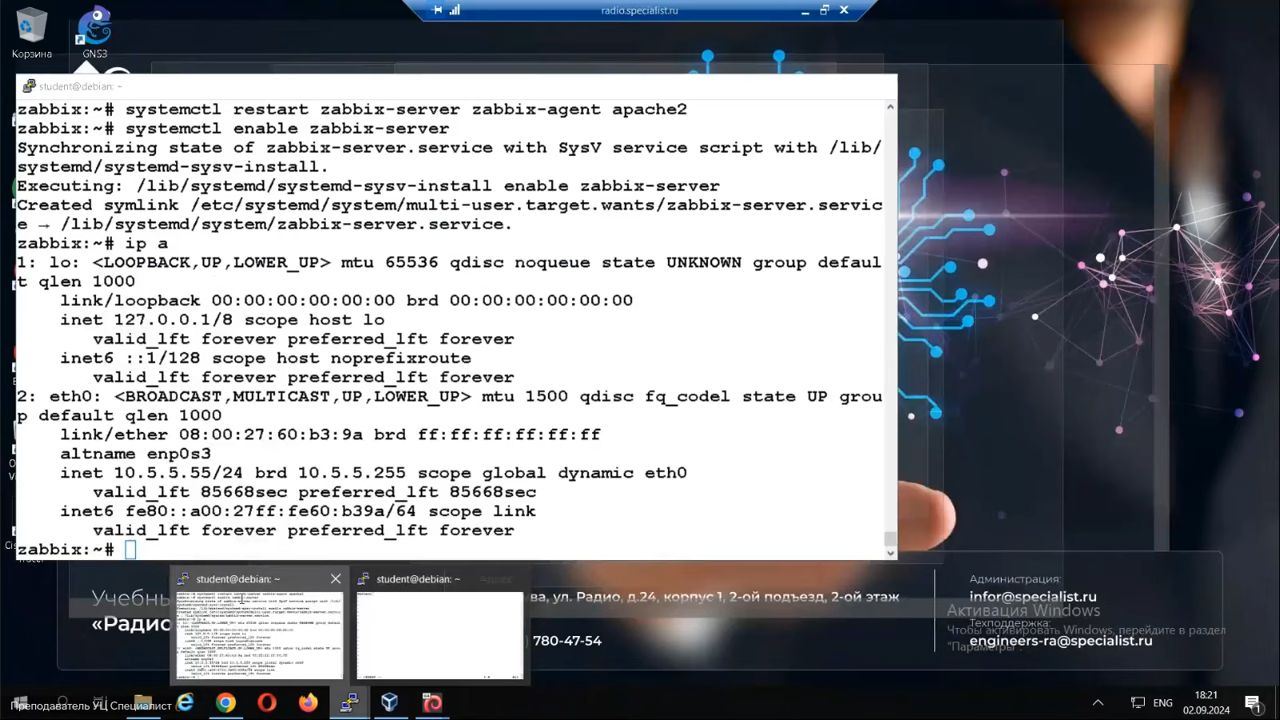 radio.specialist.ru
Корзина
GNS3
student@debian: ~
zabbix:~# systemctl restart zabbix-server zabbix-agent apache2
zabbix:~# systemctl enable zabbix-server
Synchronizing state of zabbix-server.service with SysV service script with /lib/
systemd/systemd-sysv-install.
Executing: /lib/systemd/systemd-sysv-install enable zabbix-server
Created symlink /etc/systemd/system/multi-user.target.wants/zabbix-server.servic
e → /lib/systemd/system/zabbix-server.service.
zabbix:~# ip a
1: lo: <LOOPBACK,UP,LOWER_UP> mtu 65536 qdisc noqueue state UNKNOWN group defaul
t qlen 1000
link/loopback 00:00:00:00:00:00 brd 00:00:00:00:00:00
inet 127.0.0.1/8 scope host lo
valid_lft forever preferred_lft forever
inet6 ::1/128 scope host noprefixroute
valid_lft forever preferred_lft forever
2: eth0: <BROADCAST,MULTICAST,UP,LOWER_UP> mtu 1500 qdisc fq_codel state UP grou
p default qlen 1000
link/ether 08:00:27:60:b3:9a brd ff:ff:ff:ff:ff:ff
altname enp0s3
inet 10.5.5.55/24 brd 10.5.5.255 scope global dynamic eth0
valid_lft 85668sec preferred_lft 85668sec
inet6 fe80::a00:27ff:fe60:b39a/64 scope link
valid_lft forever preferred_lft forever
zabbix:~#
student@debian: ~
student@debian: ~
Администрация:
Учебны
«Радио
ва, ул. Радио, д.24, корпус 1, 2-ой подъезд, 2-ой этаж
780-47-54
student@specialist.ru
Активация Windows
Техподдержка:
Чтобы активировать Windows, перейдите в раздел
engineers-ra@specialist.ru
Параметры
Преподаватель УЦ Специалист
ENG
18:21
02.09.2024
1